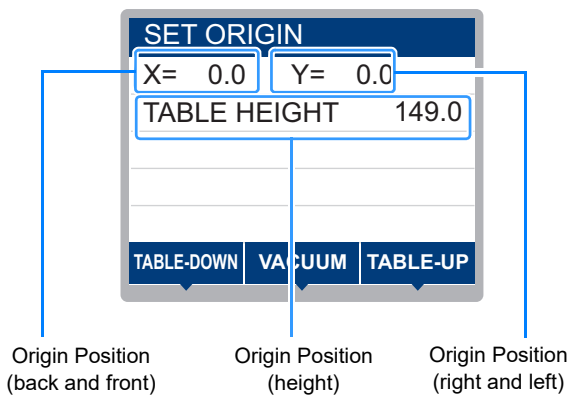 SET ORIGIN
X= 0.0 Y= 0.0
TABLE HEIGHT 149.0
TABLE-DOWN VACUUM TABLE-UP
Origin Position
(back and front)
Origin Position
(height)
Origin Position
(right and left)